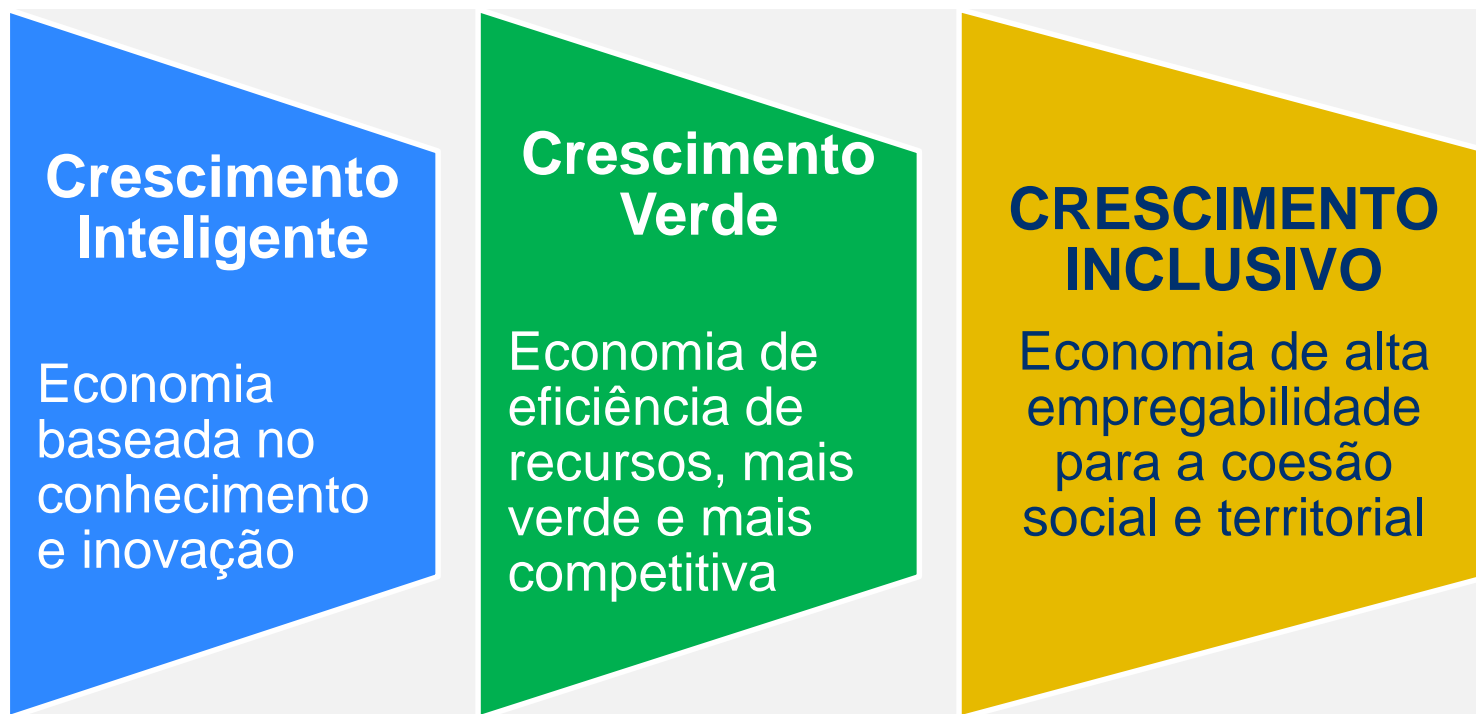 Crescimento
Inteligente
Economia
baseada no
conhecimento
e inovação
Crescimento
Verde
Economia de
eficiência de
recursos, mais
verde e mais
competitiva
CRESCIMENTO
INCLUSIVO
Economia de alta
empregabilidade
para a coesão
social e territorial